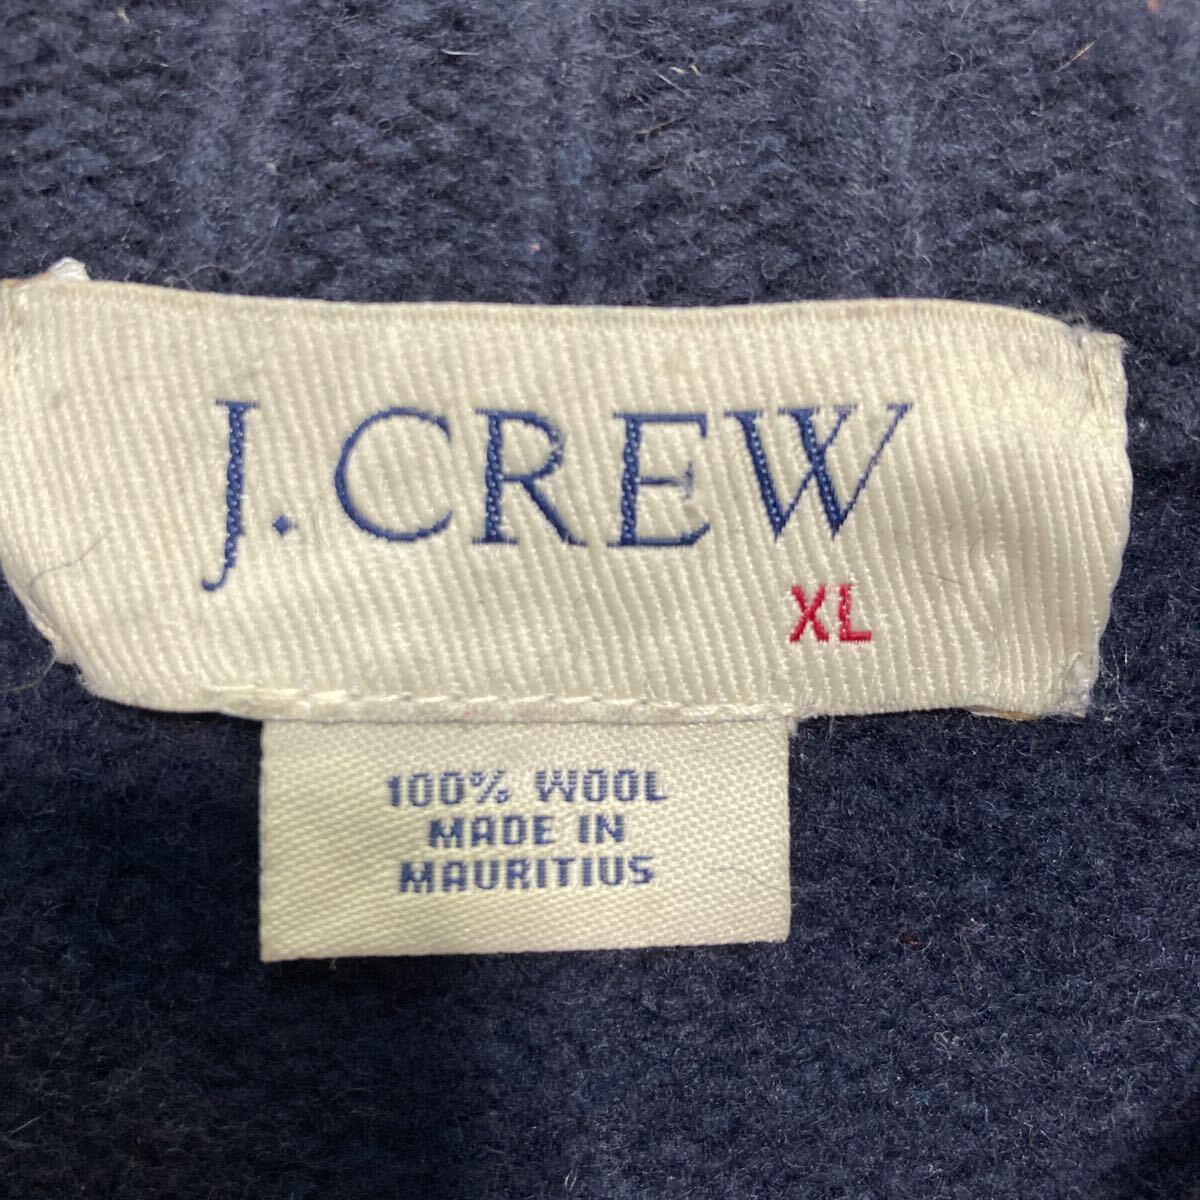 J.CREW
XL
100% WOOL
MADE IN
MAURITIUS